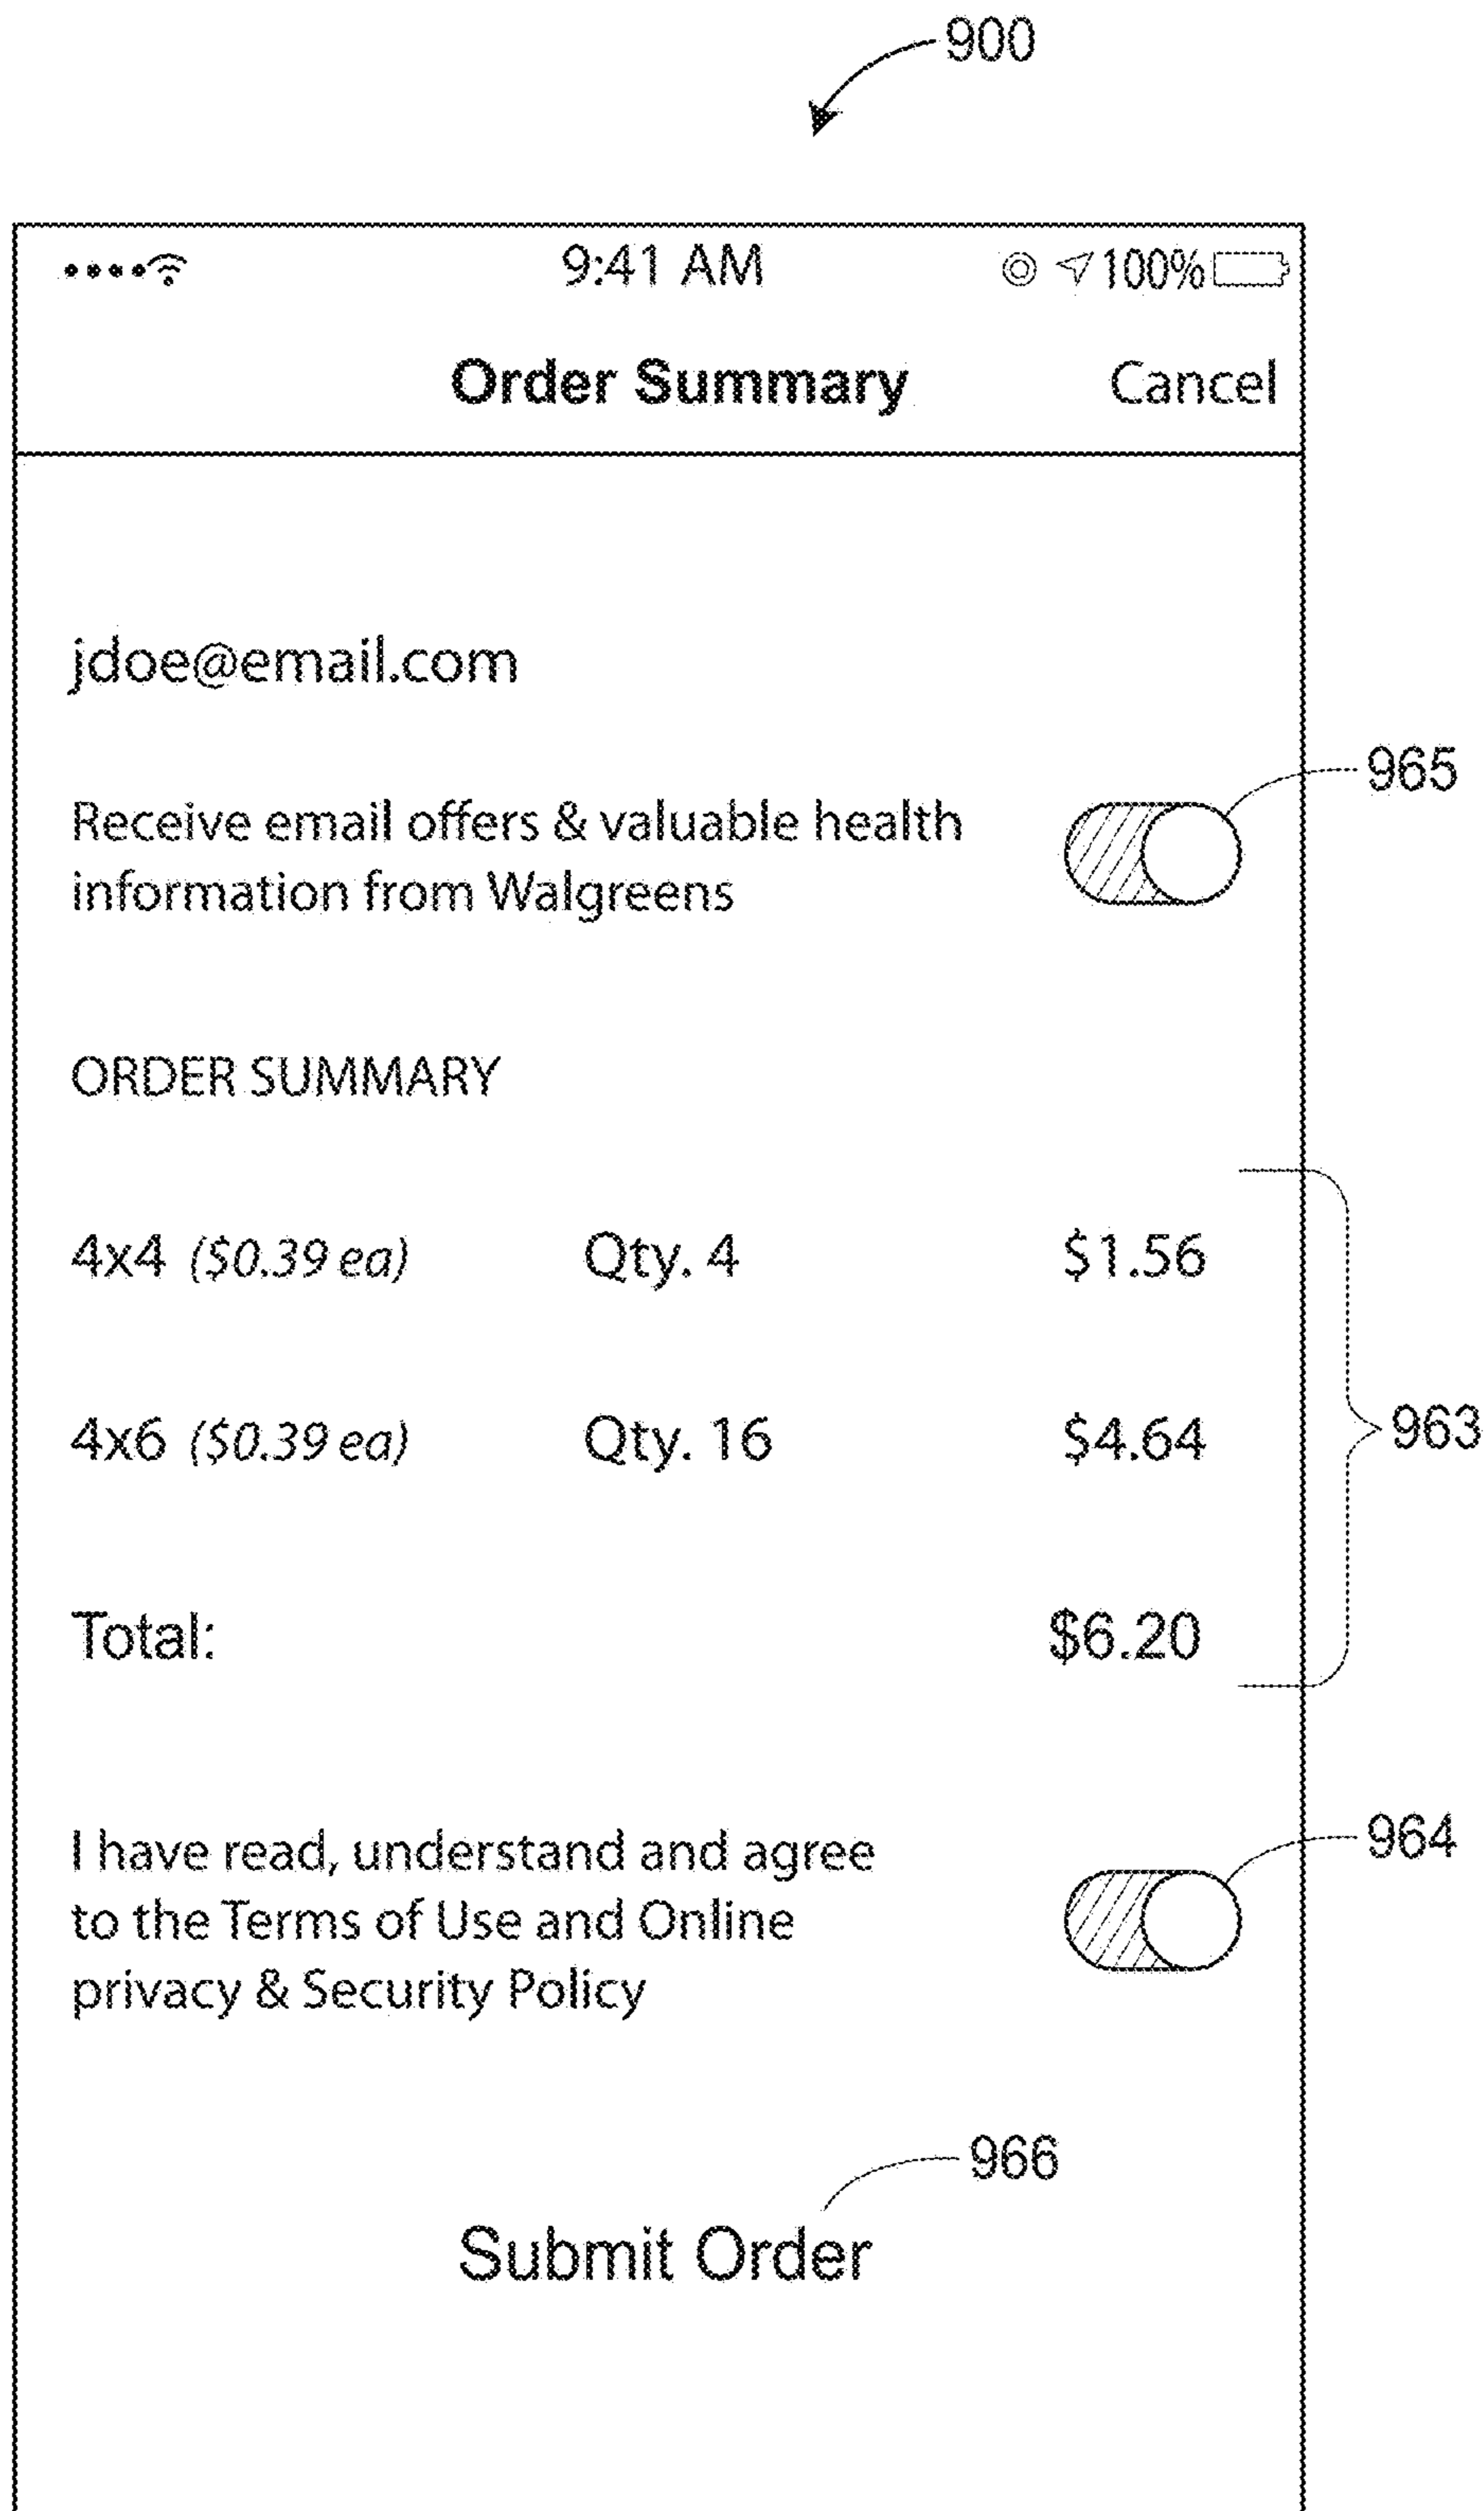 900
9:41 AM 100%
Order Summary Cancel
jdoe@email.com
965
Receive email offers & valuable health
information from Walgreens
ORDER SUMMARY
4x4 ($0.39 ea) Qty. 4 $1.56
4x6 ($0.39 ea) Qty. 16 $4.64
963
Total: $6.20
964
I have read, understand and agree
to the Terms of Use and Online
privacy & Security Policy
966
Submit Order